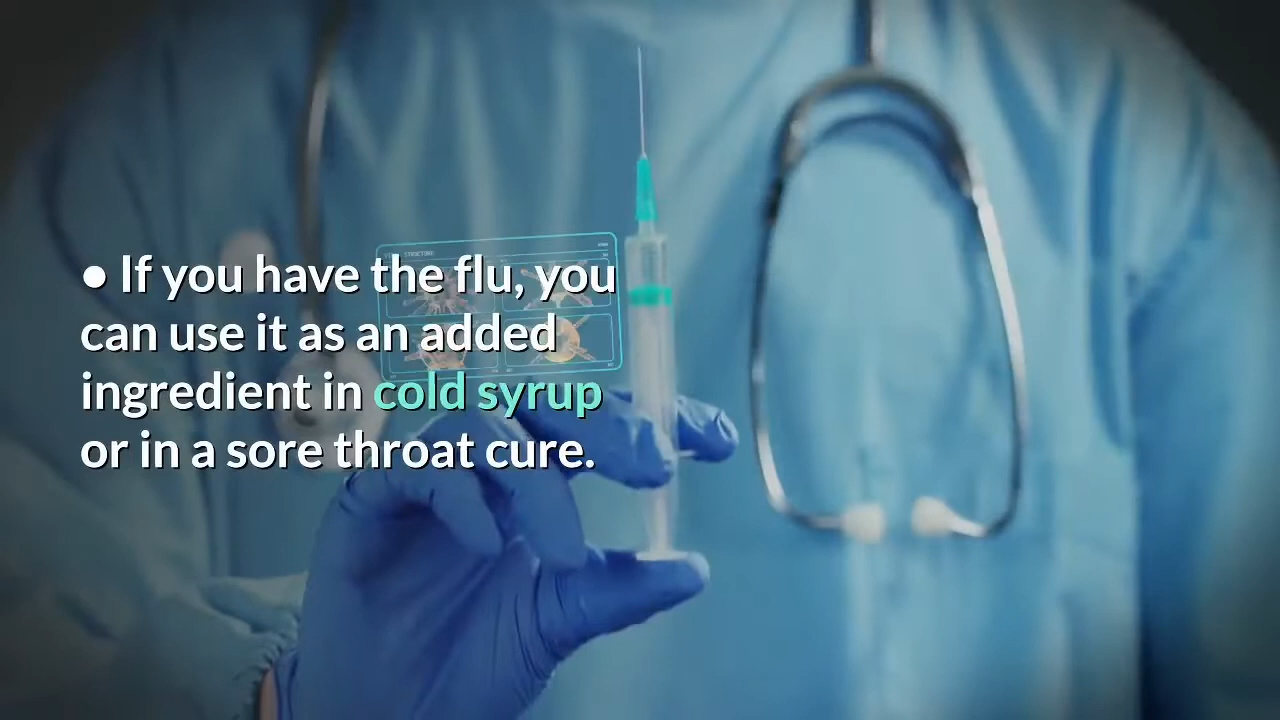 ● If you have the flu, you
can use it as an added
ingredient in cold syrup
or in a sore throat cure.